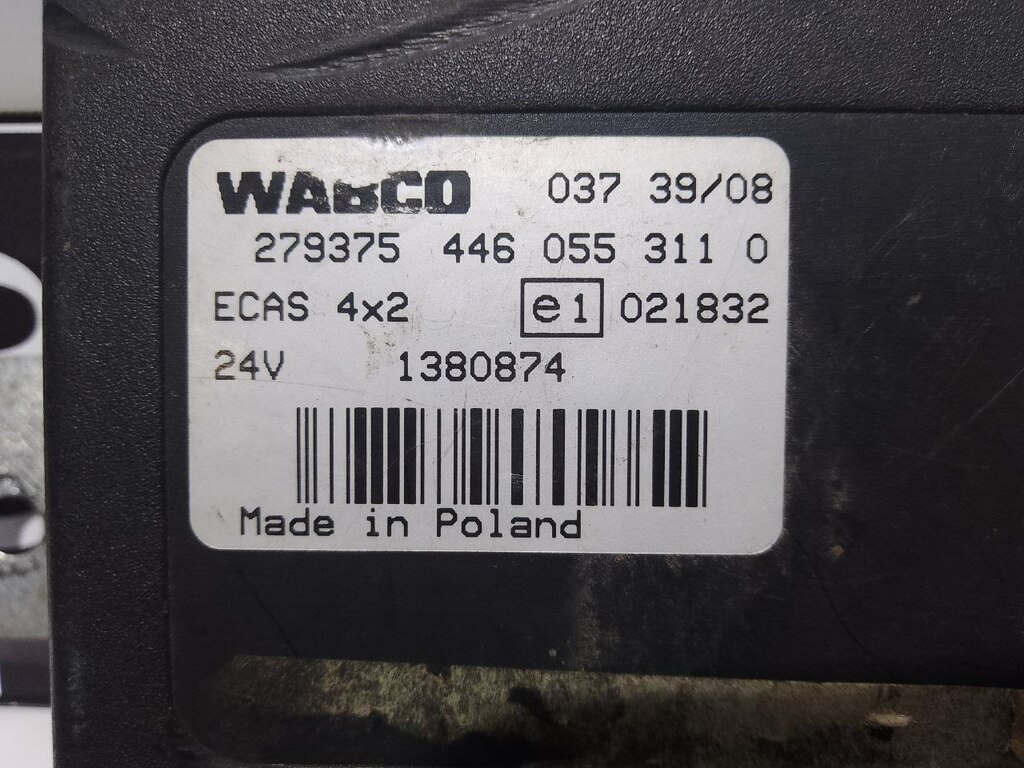 WABCO 037 39/08
279375 446 055 311 0
ECAS 4x2 e1 021832
24V 1380874
Made in Poland